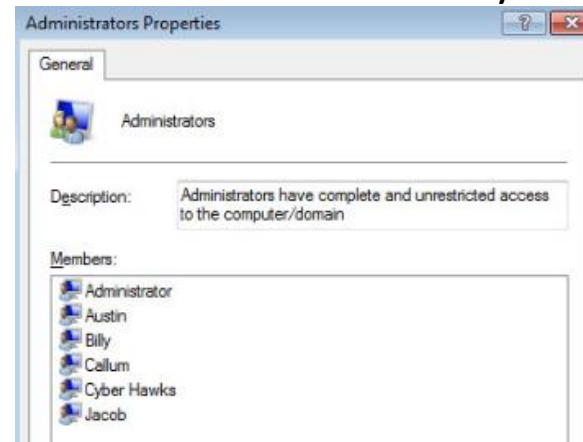 Administrators Properties
?
General
Administrators
Description:
Administrators have complete and unrestricted access
to the computer/domain
Members:
Administrator
Austin
Billy
Callum
Cyber Hawks
Jacob